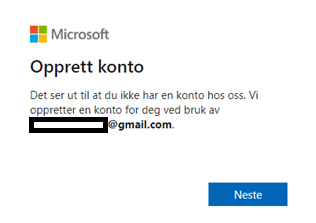 Microsoft
Opprett konto
Det ser ut til at du ikke har en konto hos oss. Vi
oppretter en konto for deg ved bruk av
@gmail.com.
Neste